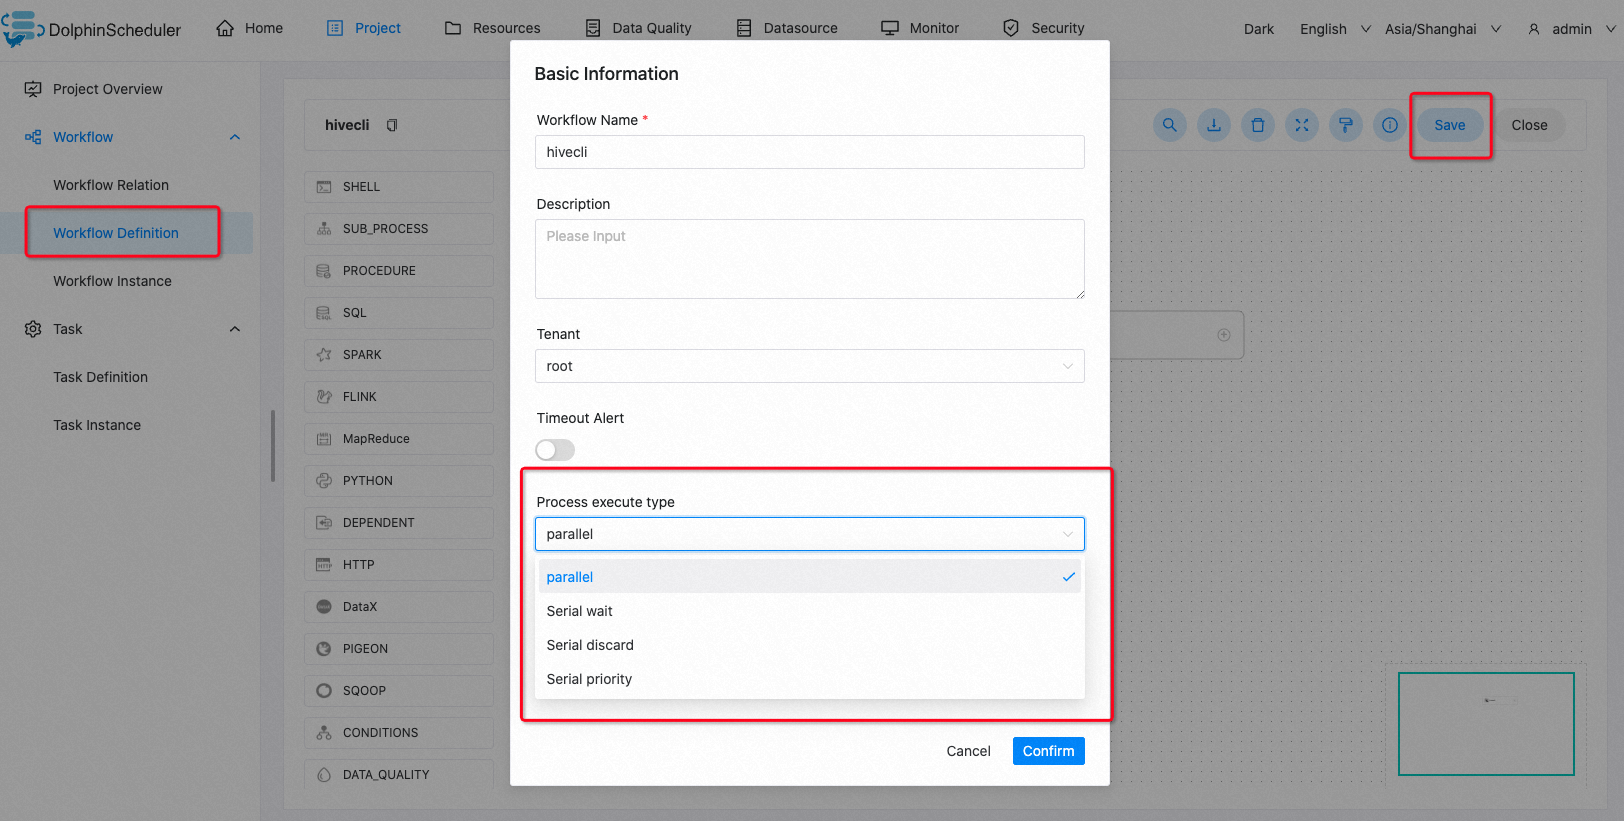 DolphinScheduler
Home
Project
Resources
Data Quality
Datasource
Monitor
Security
Dark
English
Asia/Shanghai
admin
Project Overview
Workflow
Workflow Relation
Workflow Definition
Workflow Instance
Task
Task Definition
Task Instance
hivecli
Save
Close
SHELL
SUB_PROCESS
PROCEDURE
SQL
SPARK
FLINK
MapReduce
PYTHON
DEPENDENT
HTTP
DataX
PIGEON
SQOOP
CONDITIONS
DATA_QUALITY
Basic Information
Workflow Name *
hivecli
Description
Please Input
Tenant
root
Timeout Alert
Process execute type
parallel
parallel
Serial wait
Serial discard
Serial priority
Cancel
Confirm